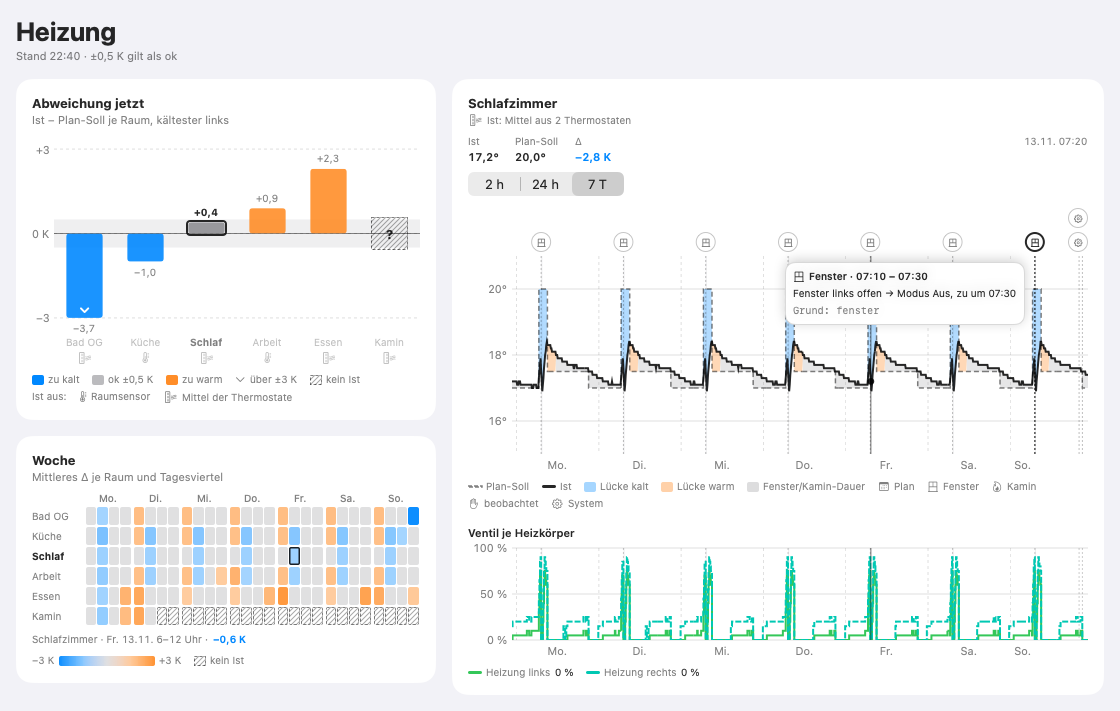 Heizung
Stand 22:40 · ±0,5 K gilt als ok
Abweichung jetzt
Ist – Plan-Soll je Raum, kältester links
+3
0 K
−3
−3,7
−1,0
+0,4
+0,9
+2,3
?
Bad OG
Küche
Schlaf
Arbeit
Essen
Kamin
zu kalt
ok ±0,5 K
zu warm
über ±3 K
kein Ist
Ist aus:
Raumsensor
Mittel der Thermostate
Woche
Mittleres Δ je Raum und Tagesviertel
Mo. Di. Mi. Do. Fr. Sa. So.
Bad OG
Küche
Schlaf
Arbeit
Essen
Kamin
Schlafzimmer · Fr. 13.11. 6–12 Uhr · −0,6 K
−3 K
+3 K
kein Ist
Schlafzimmer
Ist: Mittel aus 2 Thermostaten
Ist Plan-Soll Δ
17,2° 20,0° −2,8 K
13.11. 07:20
2 h 24 h 7 T
Fenster · 07:10 – 07:30
Fenster links offen → Modus Aus, zu um 07:30
Grund: fenster
20°
18°
16°
Mo. Di. Mi. Do. Fr. Sa. So.
Plan-Soll Ist Lücke kalt Lücke warm Fenster/Kamin-Dauer Plan Fenster Kamin
beobachtet System
Ventil je Heizkörper
100 %
50 %
0 %
Mo. Di. Mi. Do. Fr. Sa. So.
Heizung links 0 % Heizung rechts 0 %